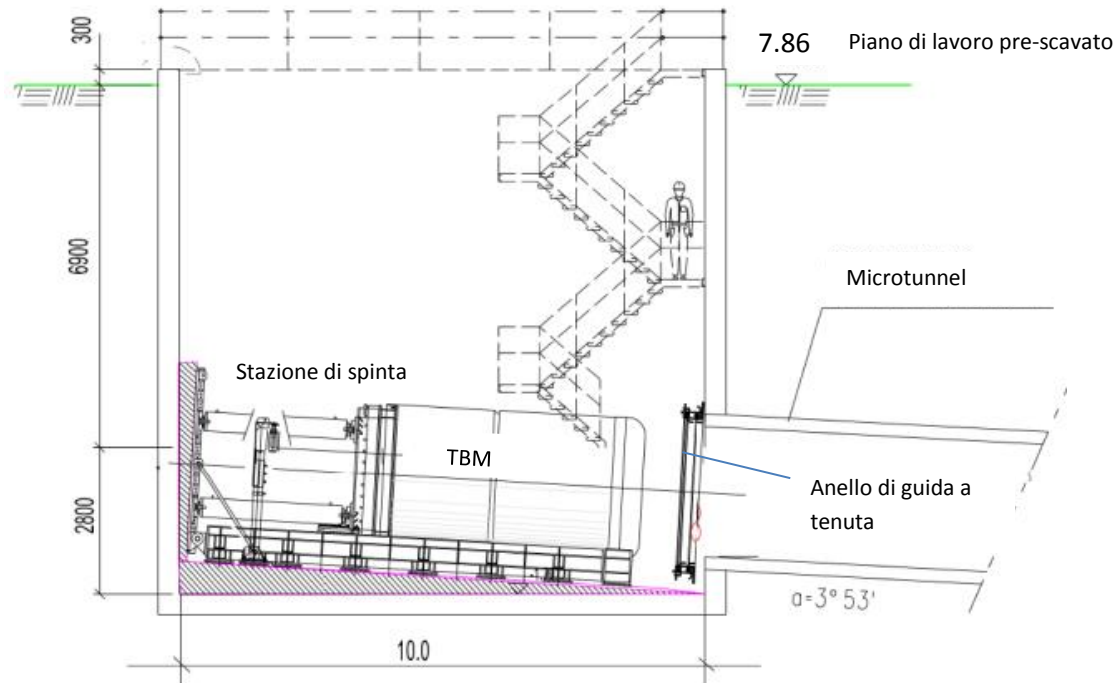 300
7.86 Piano di lavoro pre-scavato
6900
Microtunnel
Stazione di spinta
TBM
Anello di guida a
tenuta
2800
a=3° 53'
10.0